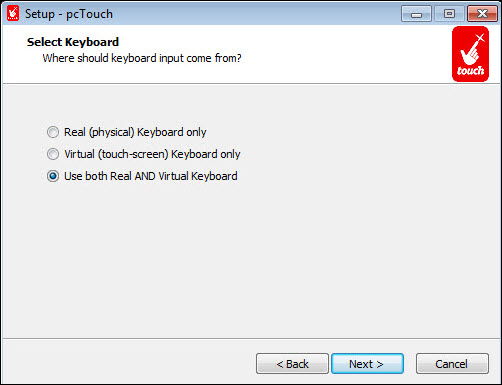 Setup - pcTouch
Select Keyboard
Where should keyboard input come from?
touch
Real (physical) Keyboard only
Virtual (touch-screen) Keyboard only
Use both Real AND Virtual Keyboard
< Back
Next >
Cancel